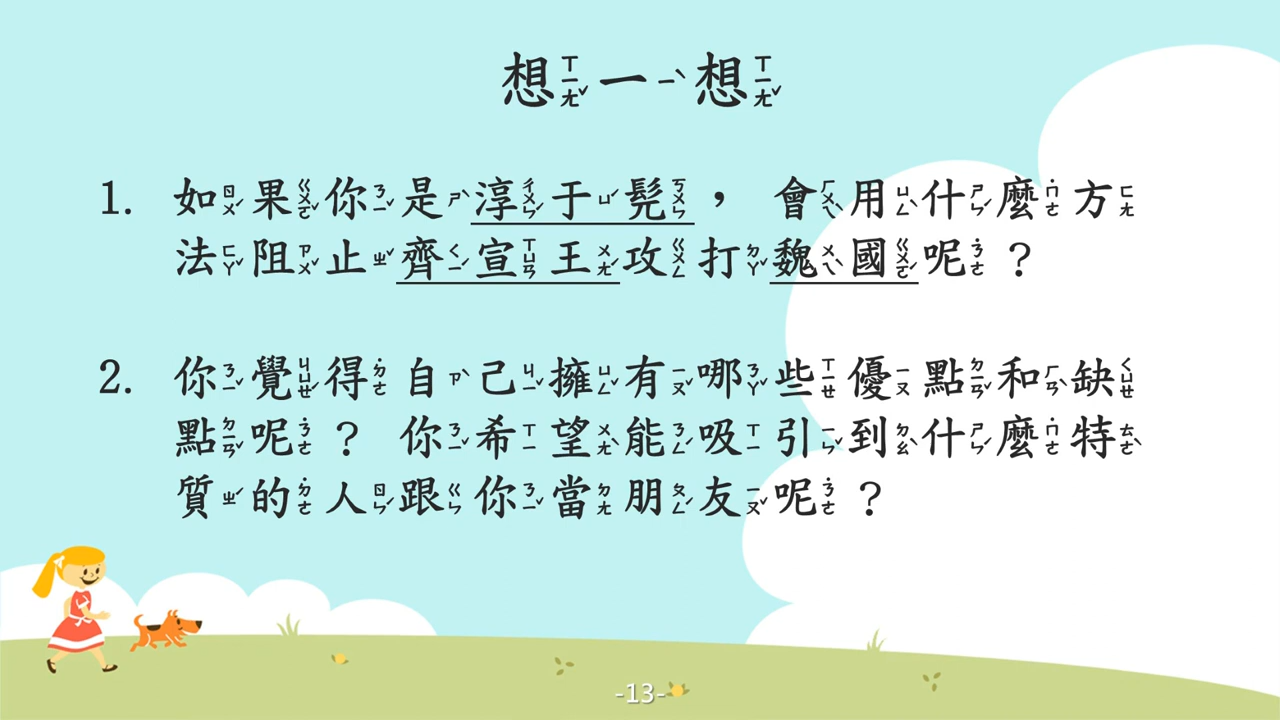 想一想
1. 如果你是淳于髡，會用什麼方
法阻止齊宣王攻打魏國呢？
2. 你覺得自己擁有哪些優點和缺
點呢？你希望能吸引到什麼特
質的人跟你當朋友呢？
-13-